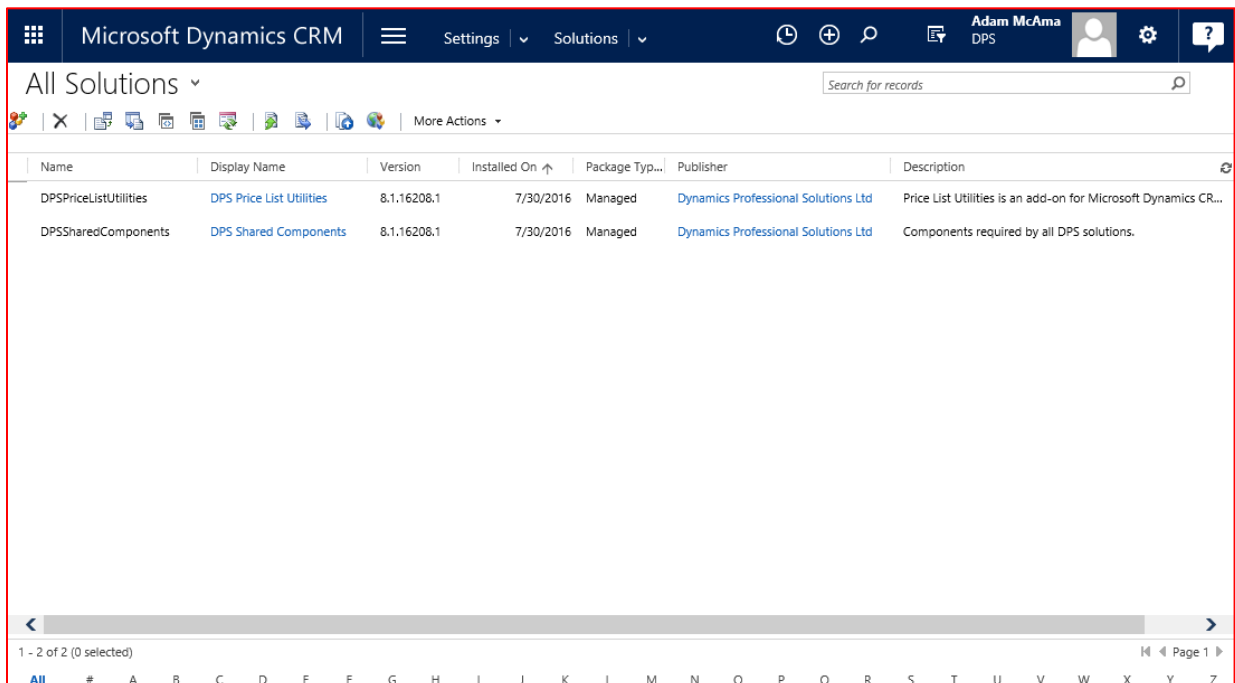 Microsoft Dynamics CRM Settings Solutions Adam McAma
DPS
?
All Solutions
Search for records
More Actions
Name Display Name Version Installed On Package Typ... Publisher Description
DPSPriceListUtilities DPS Price List Utilities 8.1.16208.1 7/30/2016 Managed Dynamics Professional Solutions Ltd Price List Utilities is an add-on for Microsoft Dynamics CR...
DPSSharedComponents DPS Shared Components 8.1.16208.1 7/30/2016 Managed Dynamics Professional Solutions Ltd Components required by all DPS solutions.
1 - 2 of 2 (0 selected) Page 1
All # A B C D E F G H I J K L M N O P Q R S T U V W X Y Z